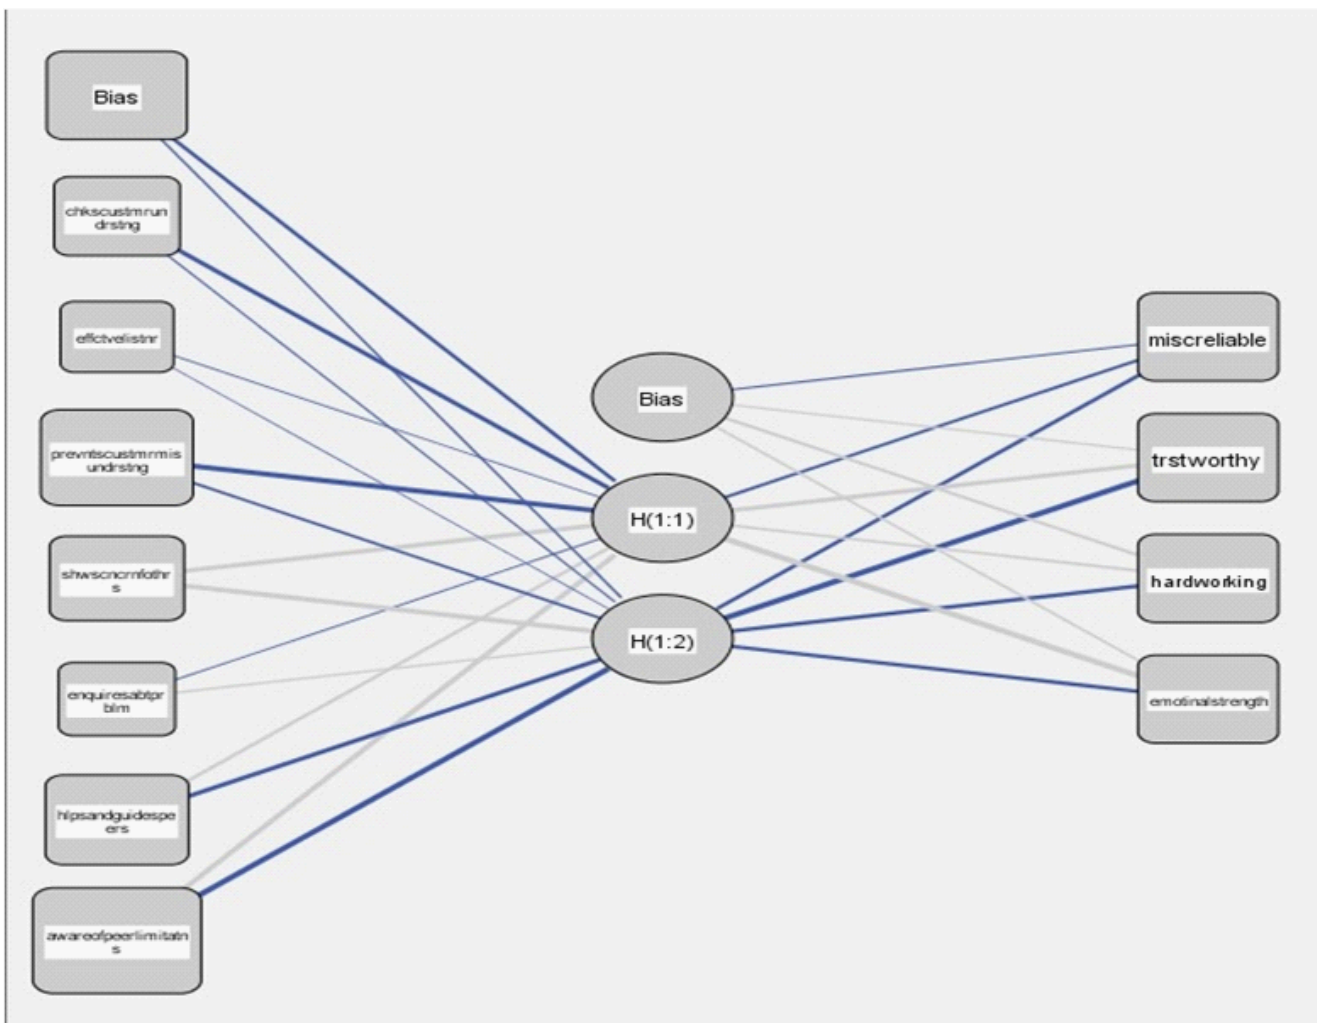 Bias
chkscustmrun
drstng
effctvelistnr
prevntscustmrmis
undrstng
shwscncrnfothr
s
enquiresabtpr
blm
hlpsandguidespe
ers
awareofpeerlimitatn
s
Bias
H(1:1)
H(1:2)
miscreliable
trstworthy
hardworking
emotinalstrength